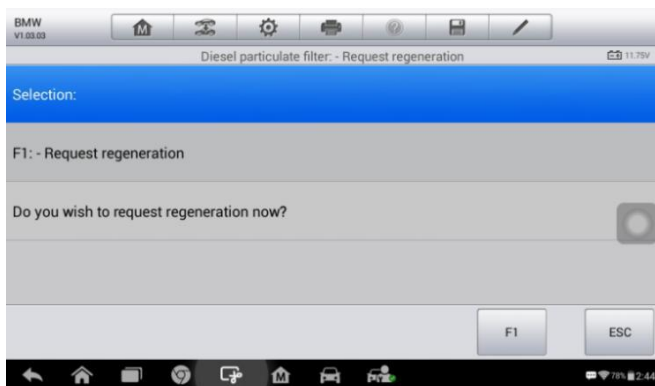 BMW
V1.03.03
Diesel particulate filter: - Request regeneration
11.75V
Selection:
F1: - Request regeneration
Do you wish to request regeneration now?
F1
ESC
78% 2:44